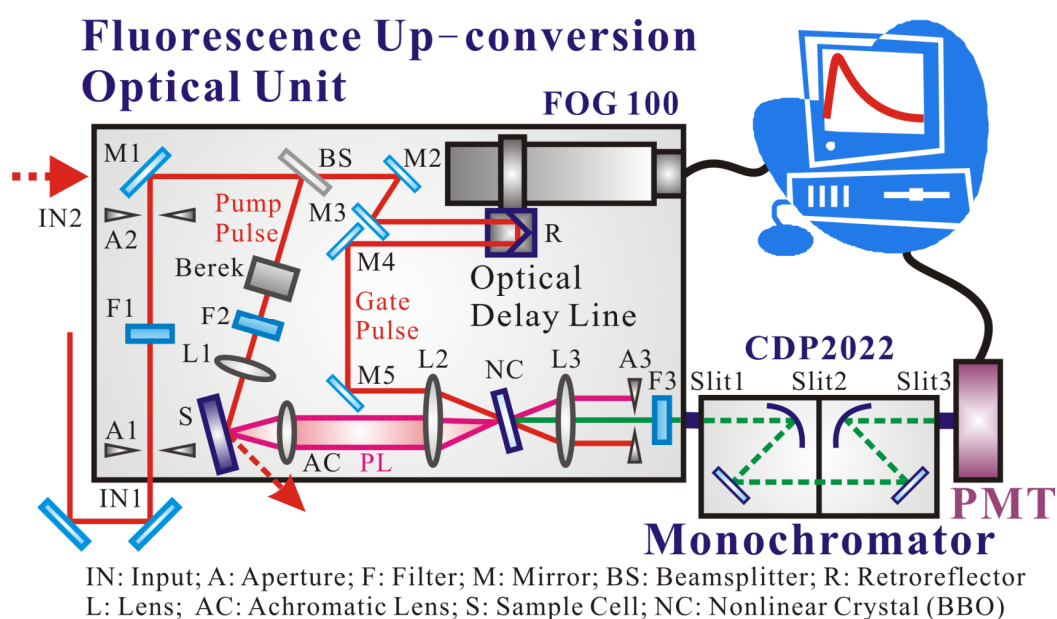 Fluorescence Up-conversion
Optical Unit
FOG 100
M1
BS
M2
IN2
A2
Pump
Pulse
M3
R
M4
Berek
Optical
Delay Line
F1
F2
Gate
Pulse
L1
M5
L2
NC
L3
A3
F3
CDP2022
Slit1
Slit2
Slit3
S
A1
AC
PL
IN1
PMT
Monochromator
IN: Input; A: Aperture; F: Filter; M: Mirror; BS: Beamsplitter; R: Retroreflector
L: Lens; AC: Achromatic Lens; S: Sample Cell; NC: Nonlinear Crystal (BBO)